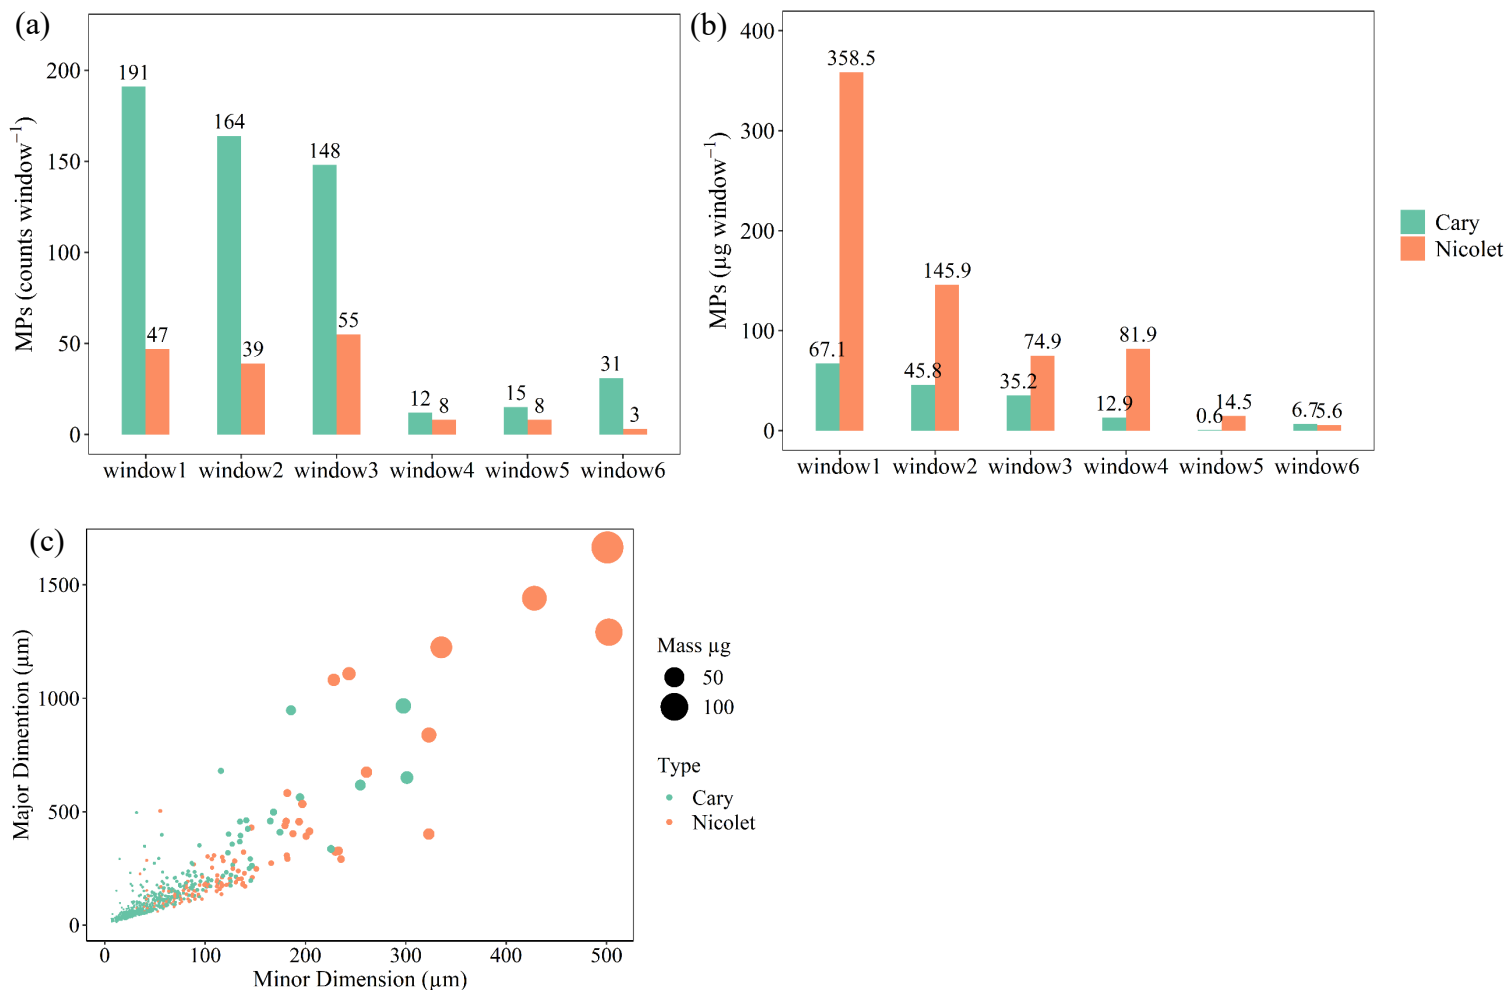 (a)
MPs (counts window⁻¹)
200
150
100
50
0
191
164
148
47
39
55
12
8
15
8
31
3
window1 window2 window3 window4 window5 window6
(b)
MPs (µg window⁻¹)
400
300
200
100
0
358.5
145.9
67.1
45.8
35.2
74.9
12.9
81.9
0.6
14.5
6.7
5.6
window1 window2 window3 window4 window5 window6
Cary
Nicolet
(c)
Major Dimention (µm)
1500
1000
500
0
0 100 200 300 400 500
Minor Dimension (µm)
Mass µg
50
100
Type
Cary
Nicolet